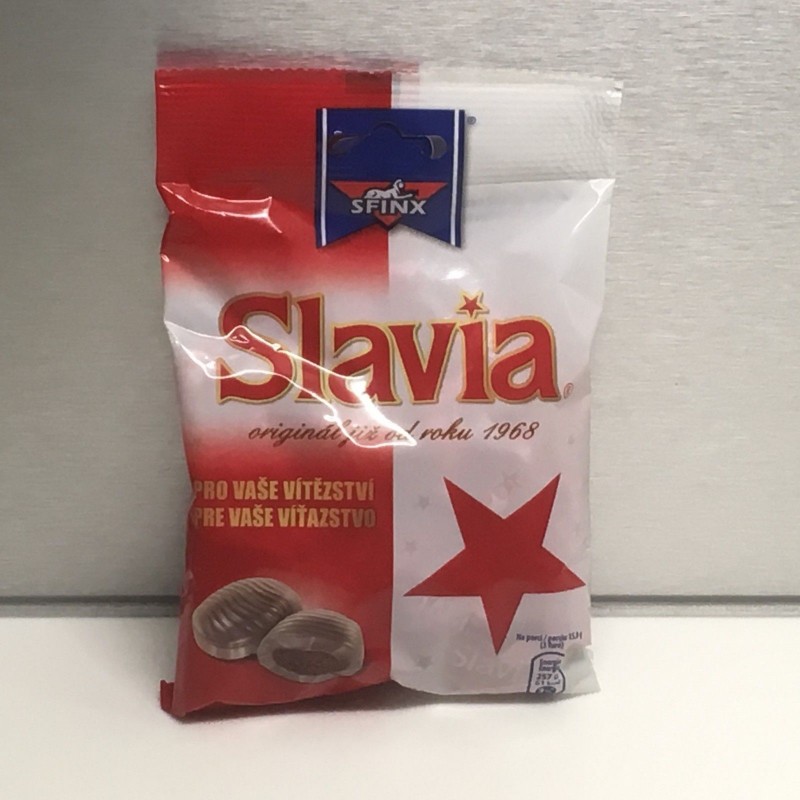 SFINX
Slavia
originál již od roku 1968
PRO VAŠE VÍTĚZSTVÍ
PRE VAŠE VÍŤAZSTVO